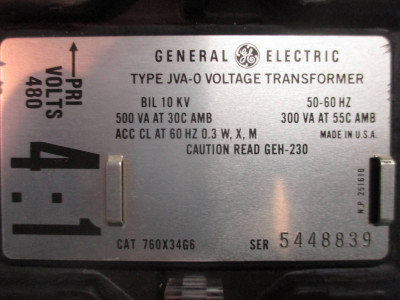 GENERAL GE ELECTRIC
TYPE JVA-O VOLTAGE TRANSFORMER
BIL 10 KV 50-60 HZ
500 VA AT 30C AMB 300 VA AT 55C AMB
ACC CL AT 60 HZ 0.3 W, X, M MADE IN U.S.A.
CAUTION READ GEH-230
CAT 760X34G6 SER 5448839
←PRI
VOLTS
480
4:1
N.P. 251610